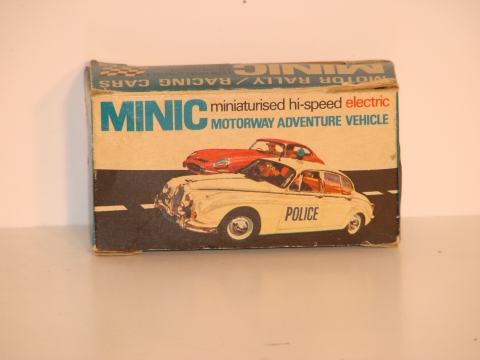 MOTOR RALLY / RACING CARS
MINIC
MINIC miniaturised hi-speed electric
MOTORWAY ADVENTURE VEHICLE
POLICE